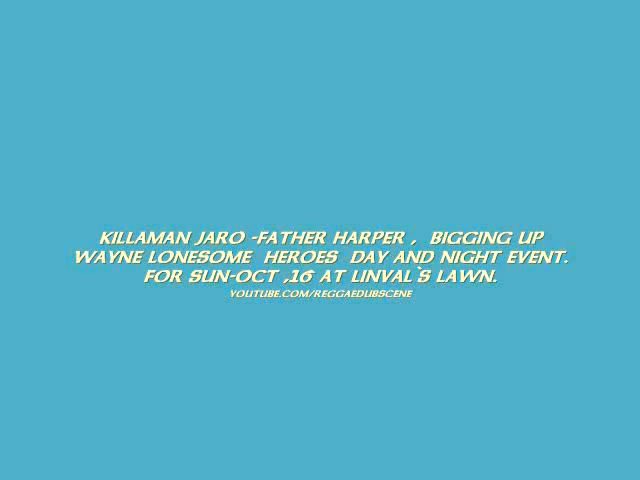 KILLAMAN JARO -FATHER HARPER , BIGGING UP
WAYNE LONESOME HEROES DAY AND NIGHT EVENT.
FOR SUN-OCT ,16 AT LINVAL`S LAWN.
YOUTUBE.COM/REGGAEDUBSCENE